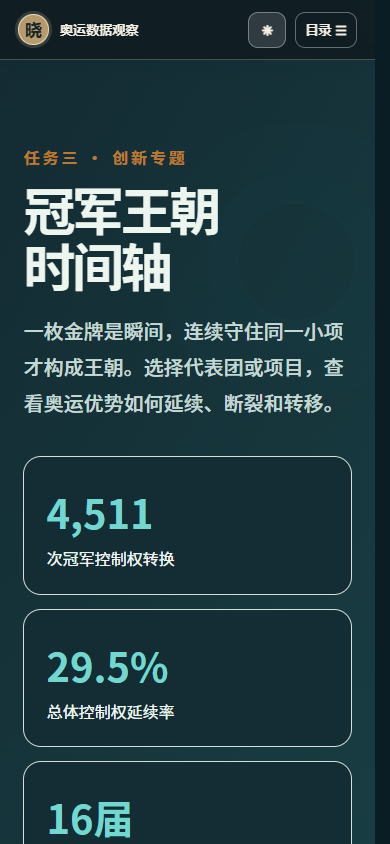 晓
奥运数据观察
目录
任务三 · 创新专题
冠军王朝
时间轴
一枚金牌是瞬间，连续守住同一小项
才构成王朝。选择代表团或项目，查
看奥运优势如何延续、断裂和转移。
4,511
次冠军控制权转换
29.5%
总体控制权延续率
16届